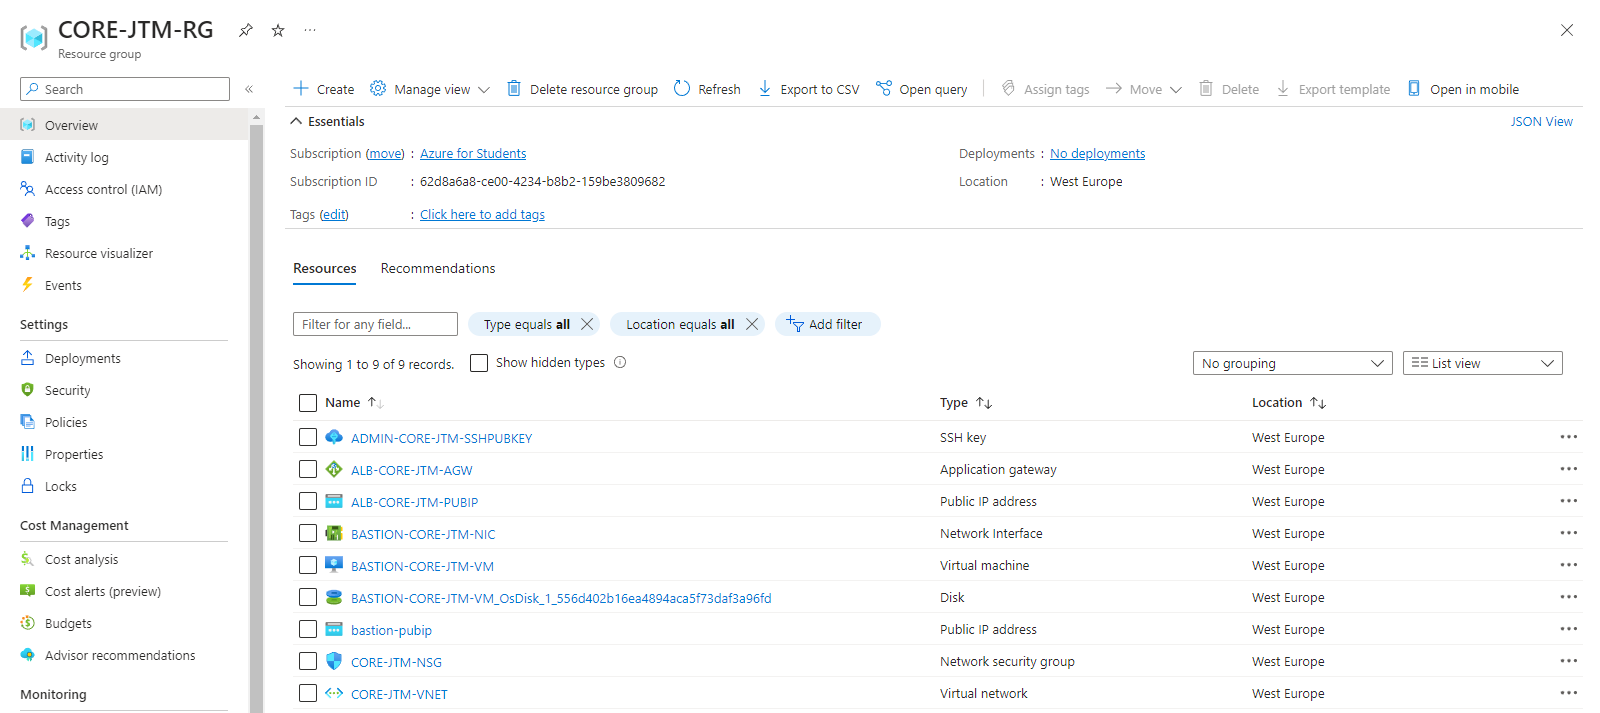 CORE-JTM-RG
Resource group
Search
Overview
Activity log
Access control (IAM)
Tags
Resource visualizer
Events
Settings
Deployments
Security
Policies
Properties
Locks
Cost Management
Cost analysis
Cost alerts (preview)
Budgets
Advisor recommendations
Monitoring
Create Manage view Delete resource group Refresh Export to CSV Open query Assign tags Move Delete Export template Open in mobile
Essentials JSON View
Subscription (move) : Azure for Students Deployments : No deployments
Subscription ID : 62d8a6a8-ce00-4234-b8b2-159be3809682 Location : West Europe
Tags (edit) : Click here to add tags
Resources Recommendations
Filter for any field... Type equals all Location equals all Add filter
Showing 1 to 9 of 9 records. Show hidden types No grouping List view
Name Type Location
ADMIN-CORE-JTM-SSHPUBKEY SSH key West Europe
ALB-CORE-JTM-AGW Application gateway West Europe
ALB-CORE-JTM-PUBIP Public IP address West Europe
BASTION-CORE-JTM-NIC Network Interface West Europe
BASTION-CORE-JTM-VM Virtual machine West Europe
BASTION-CORE-JTM-VM_OsDisk_1_556d402b16ea4894aca5f73daf3a96fd Disk West Europe
bastion-pubip Public IP address West Europe
CORE-JTM-NSG Network security group West Europe
CORE-JTM-VNET Virtual network West Europe